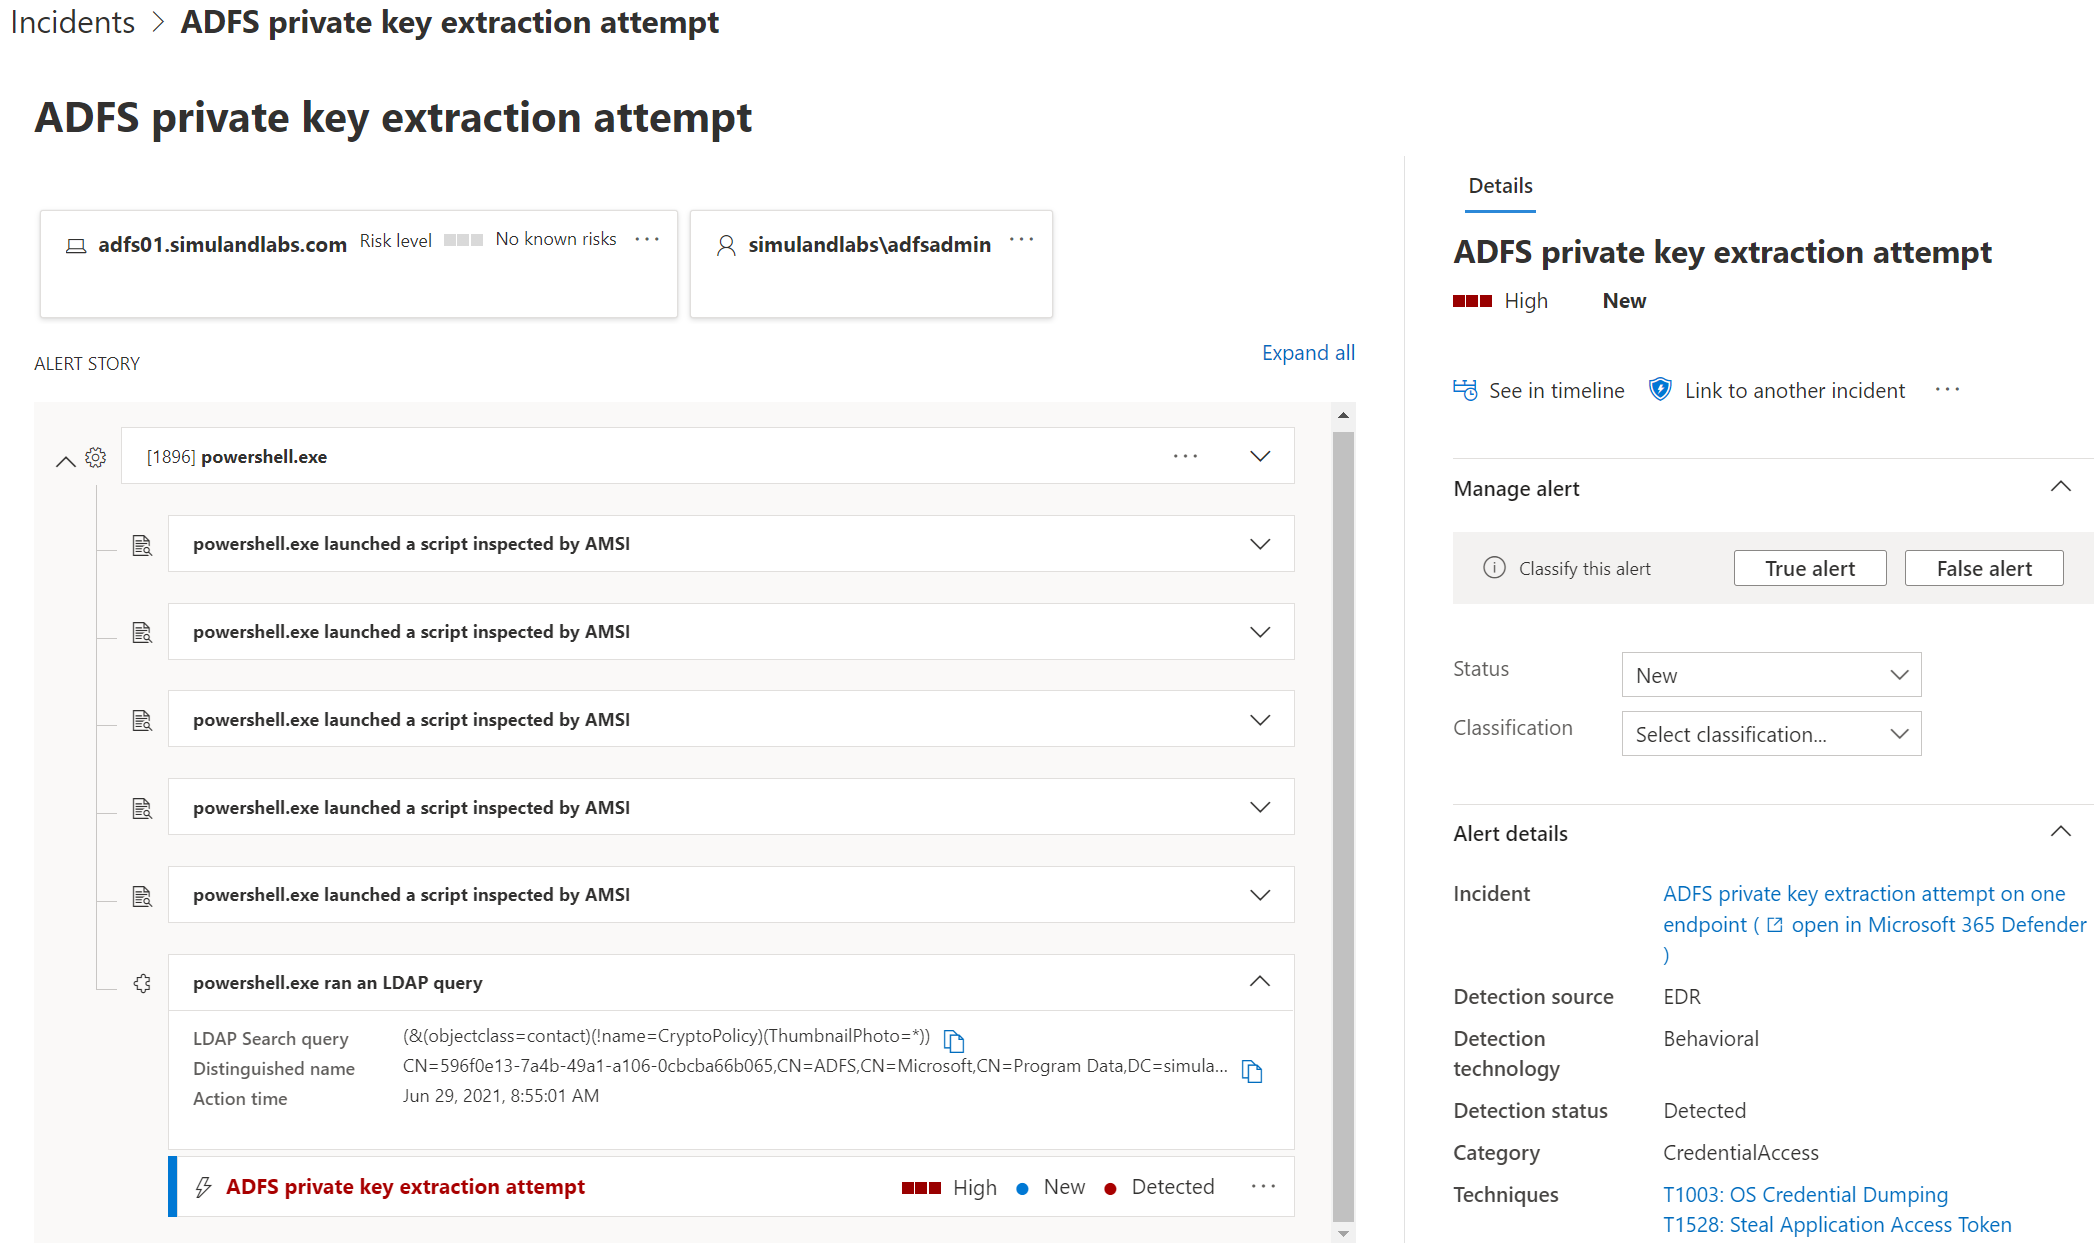 Incidents > ADFS private key extraction attempt
ADFS private key extraction attempt
adfs01.simulandlabs.com Risk level No known risks ...
simulandlabs\adfsadmin ...
ALERT STORY
Expand all
[1896] powershell.exe ...
powershell.exe launched a script inspected by AMSI
powershell.exe launched a script inspected by AMSI
powershell.exe launched a script inspected by AMSI
powershell.exe launched a script inspected by AMSI
powershell.exe launched a script inspected by AMSI
powershell.exe ran an LDAP query
LDAP Search query (&(objectclass=contact)(!name=CryptoPolicy)(ThumbnailPhoto=*))
Distinguished name CN=596f0e13-7a4b-49a1-a106-0cbcba66b065,CN=ADFS,CN=Microsoft,CN=Program Data,DC=simula...
Action time Jun 29, 2021, 8:55:01 AM
ADFS private key extraction attempt High New Detected ...
Details
ADFS private key extraction attempt
High New
See in timeline Link to another incident ...
Manage alert
Classify this alert True alert False alert
Status New
Classification Select classification...
Alert details
Incident ADFS private key extraction attempt on one
endpoint ( open in Microsoft 365 Defender
)
Detection source EDR
Detection Behavioral
technology
Detection status Detected
Category CredentialAccess
Techniques T1003: OS Credential Dumping
T1528: Steal Application Access Token